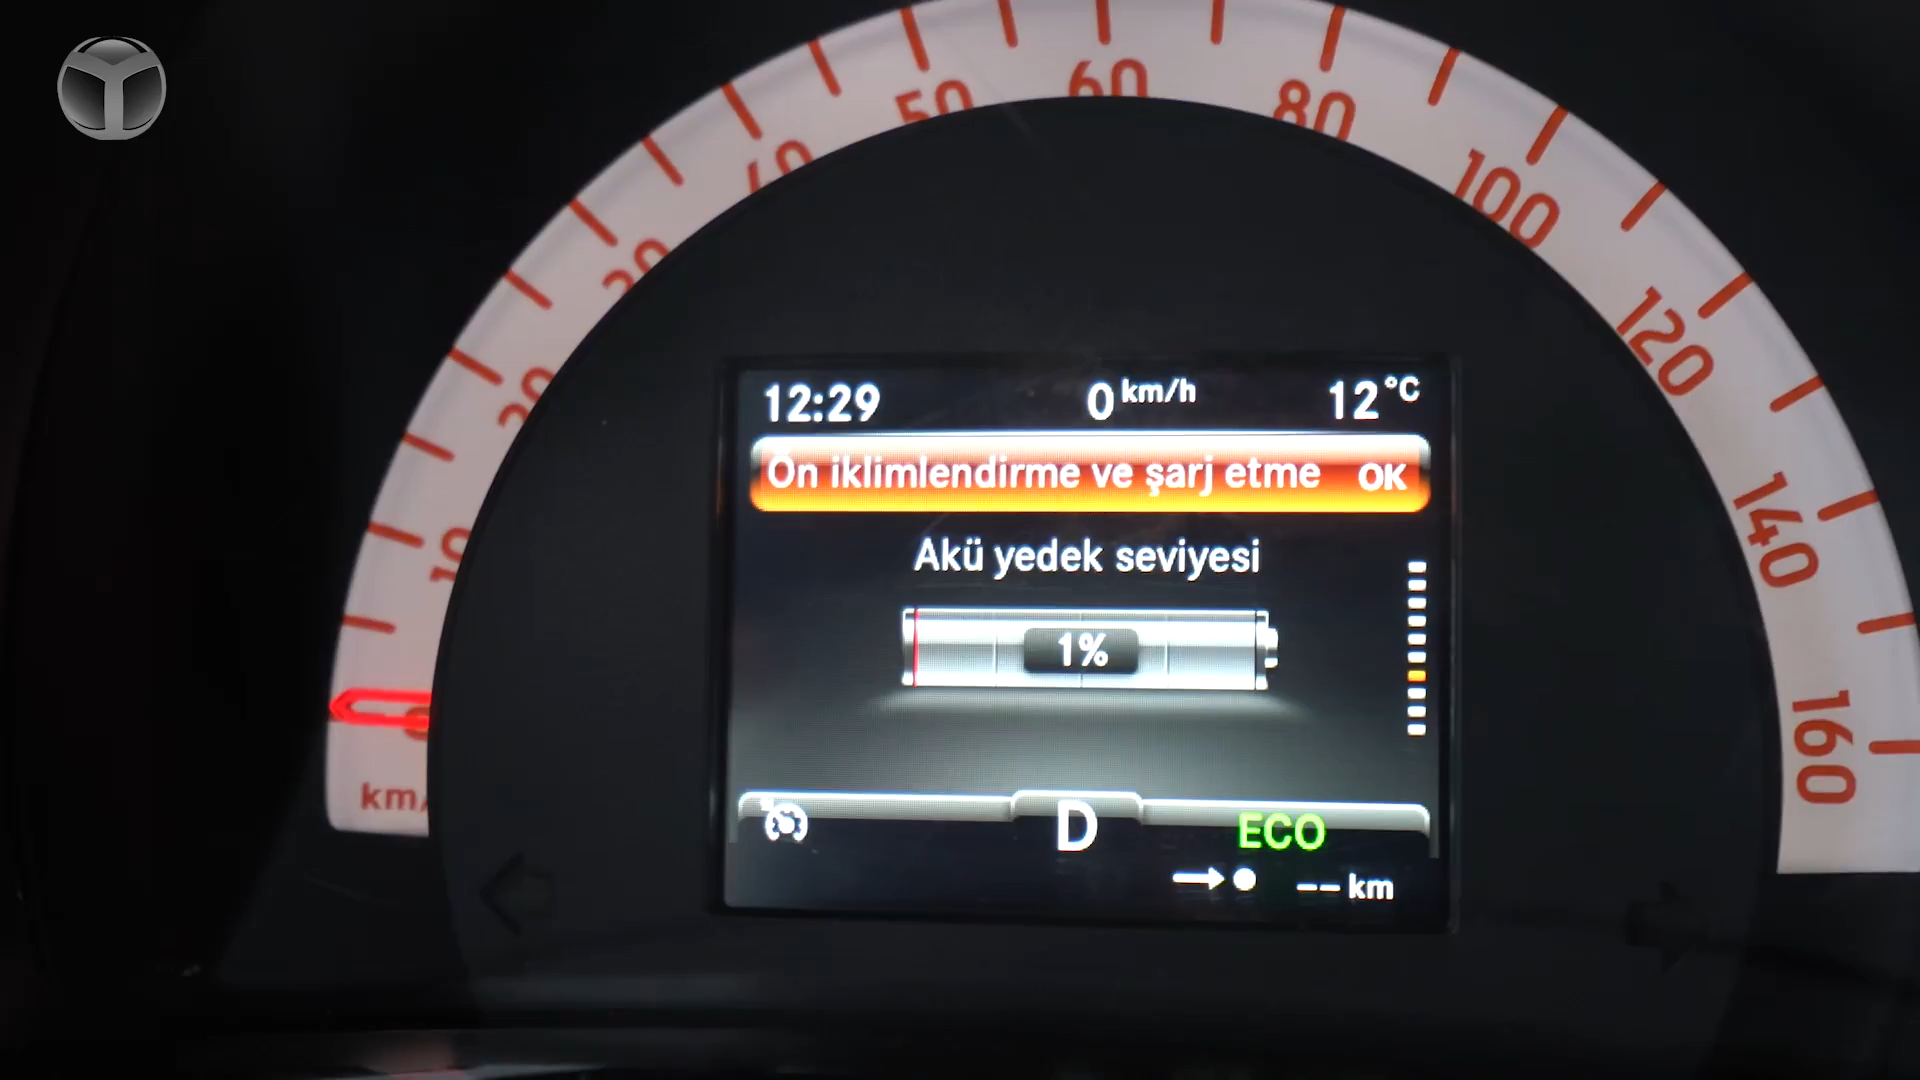 50 60 80
40 100
30 120
20 140
10 160
km/
12:29 0 km/h 12 °C
Ön iklimlendirme ve şarj etme OK
Akü yedek seviyesi
1%
D ECO
-- km